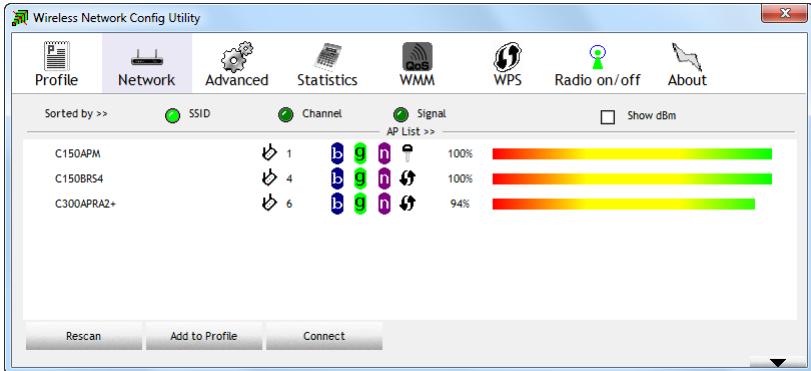 Wireless Network Config Utility
Profile Network Advanced Statistics WMM WPS Radio on/off About
Sorted by >> SSID Channel Signal Show dBm
AP List >>
C150APM 1 b g n 100%
C150BRS4 4 b g n 100%
C300APRA2+ 6 b g n 94%
Rescan Add to Profile Connect